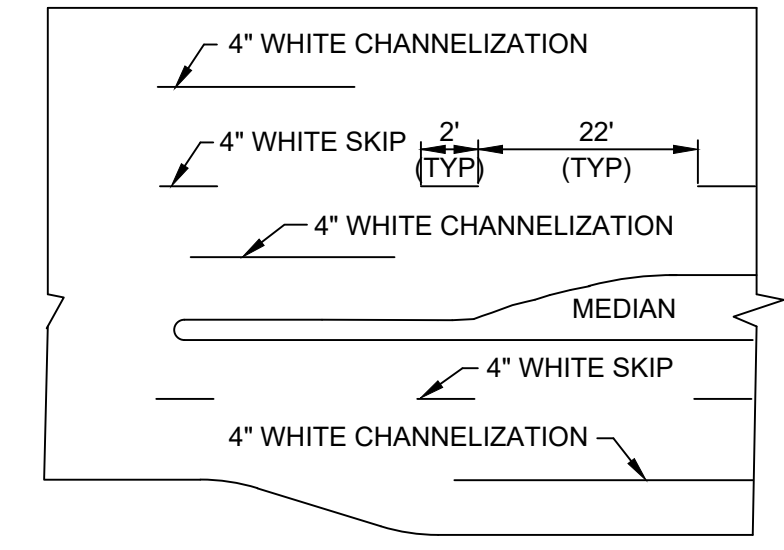 4" WHITE CHANNELIZATION
4" WHITE SKIP
2'
(TYP)
22'
(TYP)
4" WHITE CHANNELIZATION
MEDIAN
4" WHITE SKIP
4" WHITE CHANNELIZATION